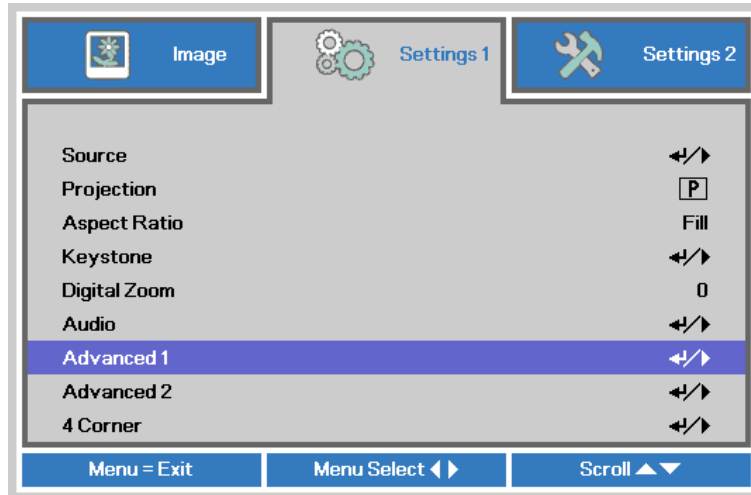 Image
Settings 1
Settings 2
Source
Projection P
Aspect Ratio Fill
Keystone
Digital Zoom 0
Audio
Advanced 1
Advanced 2
4 Corner
Menu = Exit
Menu Select
Scroll